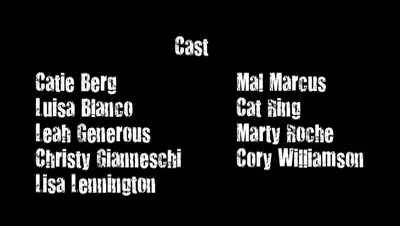 Cast
Catie Berg
Luisa Blanco
Leah Generous
Christy Gianneschi
Lisa Lennington
Mal Marcus
Cat Ring
Marty Roche
Cory Williamson